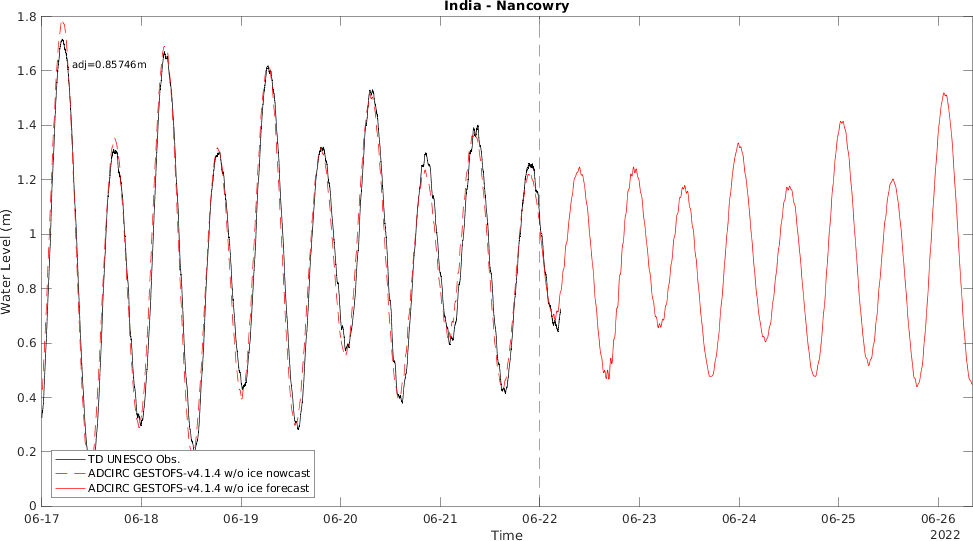 India - Nancowry
1.8
1.6
1.4
1.2
1
0.8
0.6
0.4
0.2
0
Water Level (m)
adj=0.85746m
TD UNESCO Obs.
ADCIRC GESTOFS-v4.1.4 w/o ice nowcast
ADCIRC GESTOFS-v4.1.4 w/o ice forecast
06-17 06-18 06-19 06-20 06-21 06-22 06-23 06-24 06-25 06-26
Time
2022